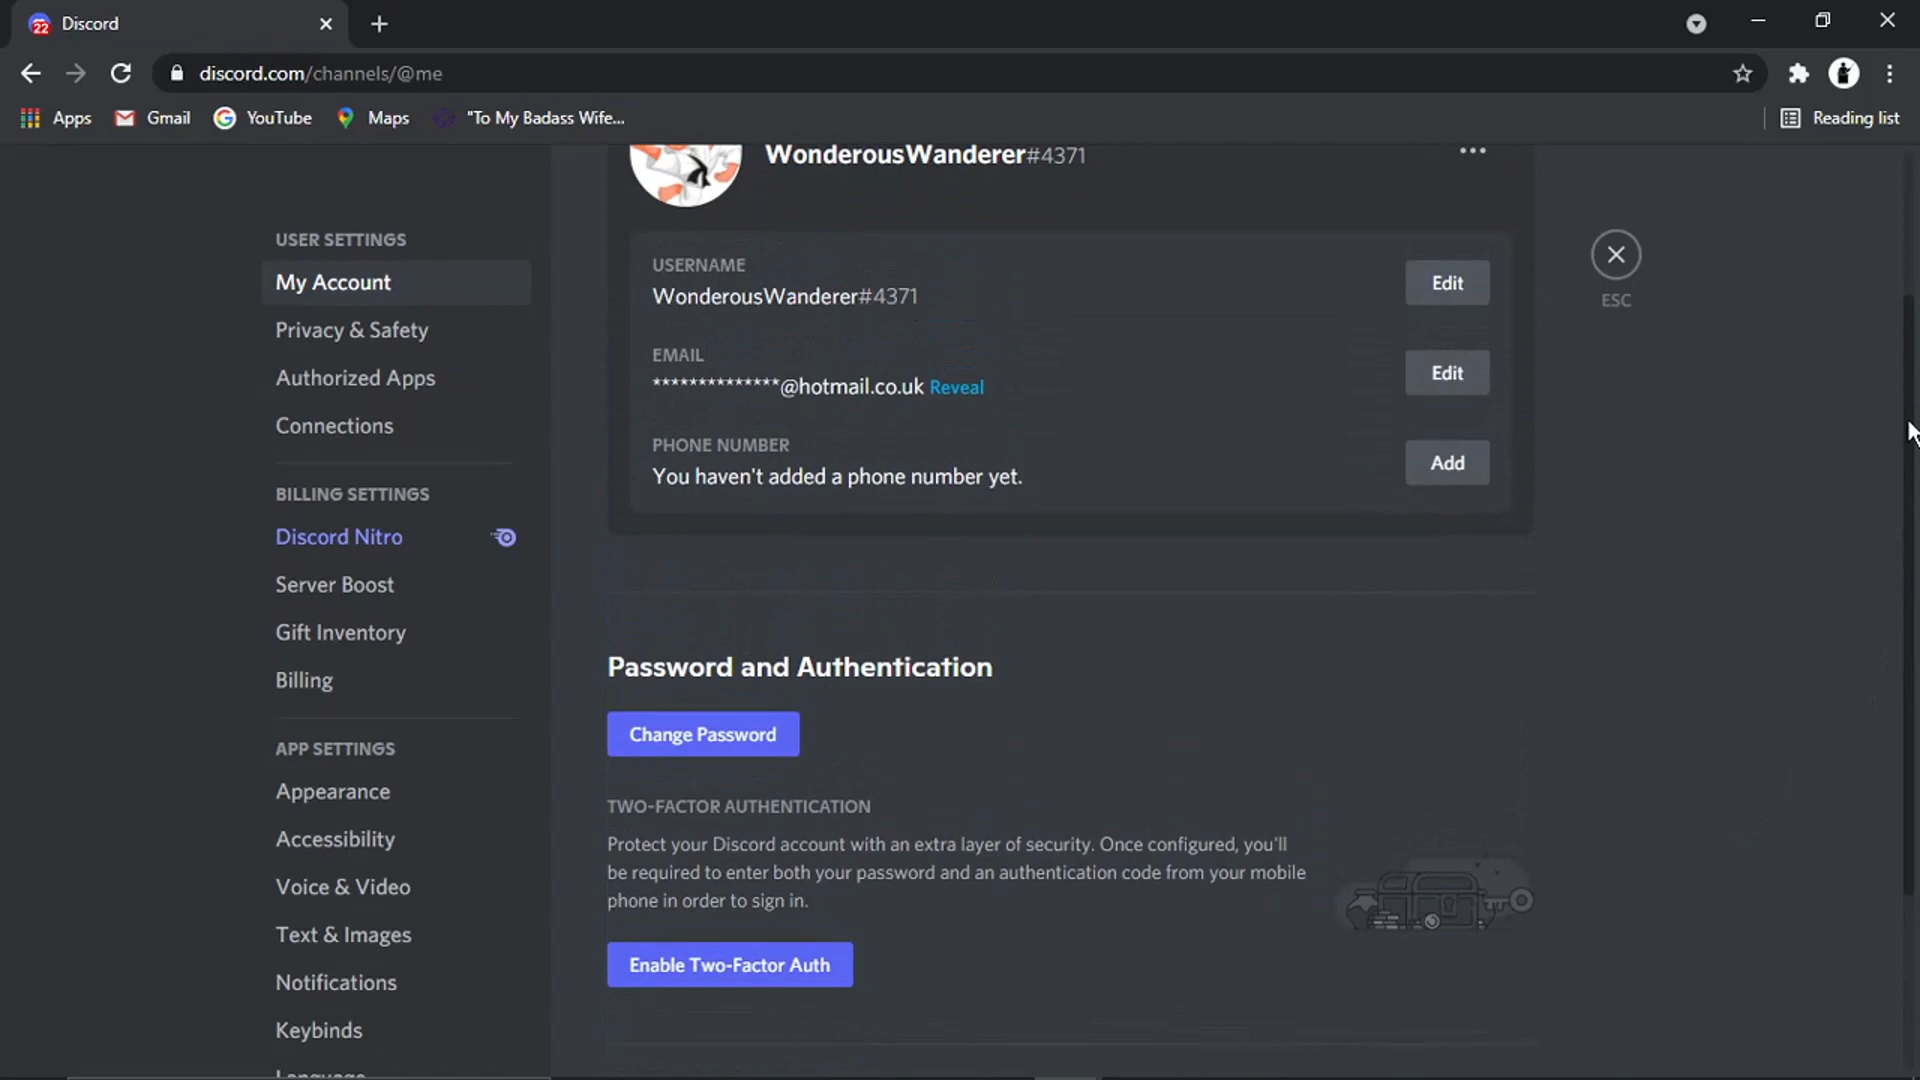 22 Discord
discord.com/channels/@me
Apps Gmail YouTube Maps "To My Badass Wife... Reading list
WonderousWanderer#4371
USER SETTINGS
My Account
Privacy & Safety
Authorized Apps
Connections
BILLING SETTINGS
Discord Nitro
Server Boost
Gift Inventory
Billing
APP SETTINGS
Appearance
Accessibility
Voice & Video
Text & Images
Notifications
Keybinds
Language
USERNAME
WonderousWanderer#4371
Edit
EMAIL
**************@hotmail.co.uk Reveal
Edit
PHONE NUMBER
You haven't added a phone number yet.
Add
ESC
Password and Authentication
Change Password
TWO-FACTOR AUTHENTICATION
Protect your Discord account with an extra layer of security. Once configured, you'll
be required to enter both your password and an authentication code from your mobile
phone in order to sign in.
Enable Two-Factor Auth